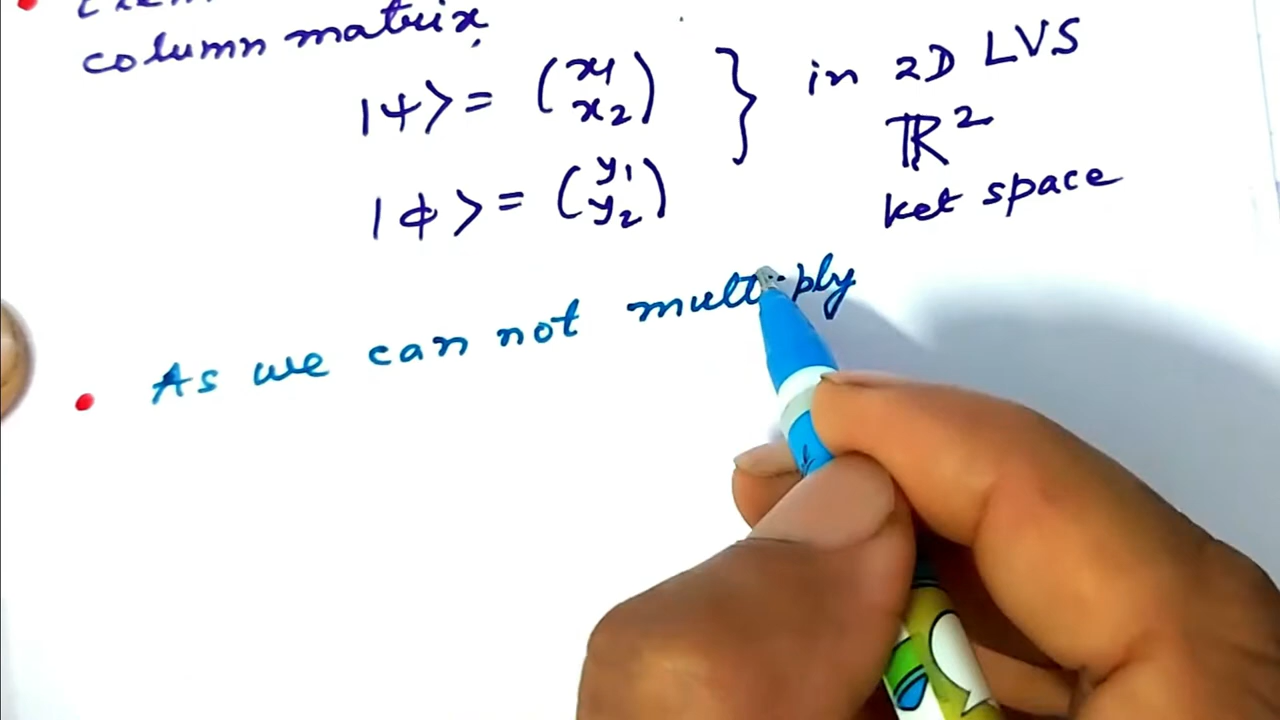 column matrix.
|ψ> = (x1 x2) } in 2D LVS
ℝ²
|ϕ> = (y1 y2) ket space
• As we can not multiply